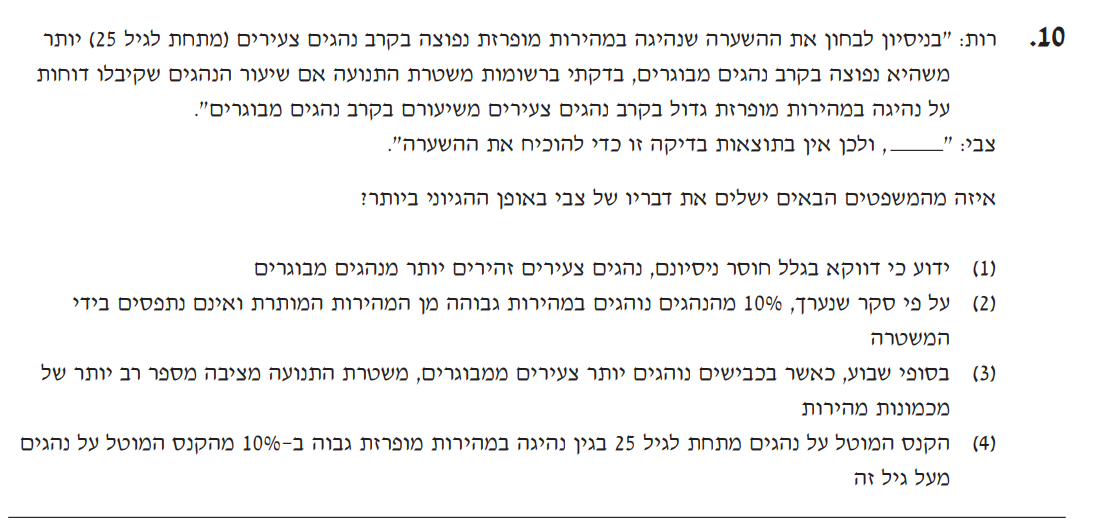 10. רות: "בניסיון לבחון את ההשערה שנהיגה במהירות מופרזת נפוצה בקרב נהגים צעירים (מתחת לגיל 25) יותר
משהיא נפוצה בקרב נהגים מבוגרים, בדקתי ברשומות משטרת התנועה אם שיעור הנהגים שקיבלו דוחות
על נהיגה במהירות מופרזת גדול בקרב נהגים צעירים משיעורם בקרב נהגים מבוגרים".
צבי: "_____, ולכן אין בתוצאות בדיקה זו כדי להוכיח את ההשערה".
איזה מהמשפטים הבאים ישלים את דבריו של צבי באופן ההגיוני ביותר?
(1) ידוע כי דווקא בגלל חוסר ניסיונם, נהגים צעירים זהירים יותר מנהגים מבוגרים
(2) על פי סקר שנערך, 10% מהנהגים נוהגים במהירות גבוהה מן המהירות המותרת ואינם נתפסים בידי
המשטרה
(3) בסופי שבוע, כאשר בכבישים נוהגים יותר צעירים ממבוגרים, משטרת התנועה מציבה מספר רב יותר של
מכמונות מהירות
(4) הקנס המוטל על נהגים מתחת לגיל 25 בגין נהיגה במהירות מופרזת גבוה ב-10% מהקנס המוטל על נהגים
מעל גיל זה